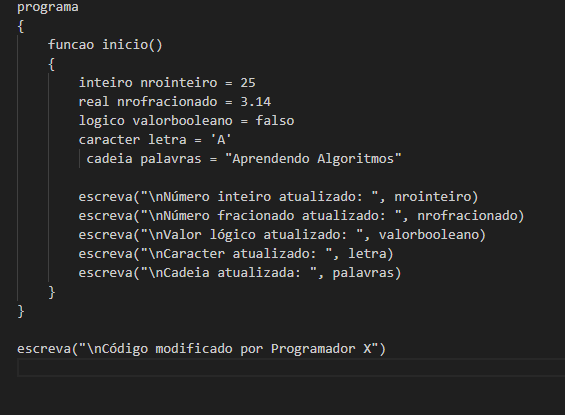 programa
{
    funcao inicio()
    {
        inteiro nrointeiro = 25
        real nrofracionado = 3.14
        logico valorbooleano = falso
        caracter letra = 'A'
         cadeia palavras = "Aprendendo Algoritmos"

        escreva("\nNúmero inteiro atualizado: ", nrointeiro)
        escreva("\nNúmero fracionado atualizado: ", nrofracionado)
        escreva("\nValor lógico atualizado: ", valorbooleano)
        escreva("\nCaracter atualizado: ", letra)
        escreva("\nCadeia atualizada: ", palavras)
    }
}

escreva("\nCódigo modificado por Programador X")